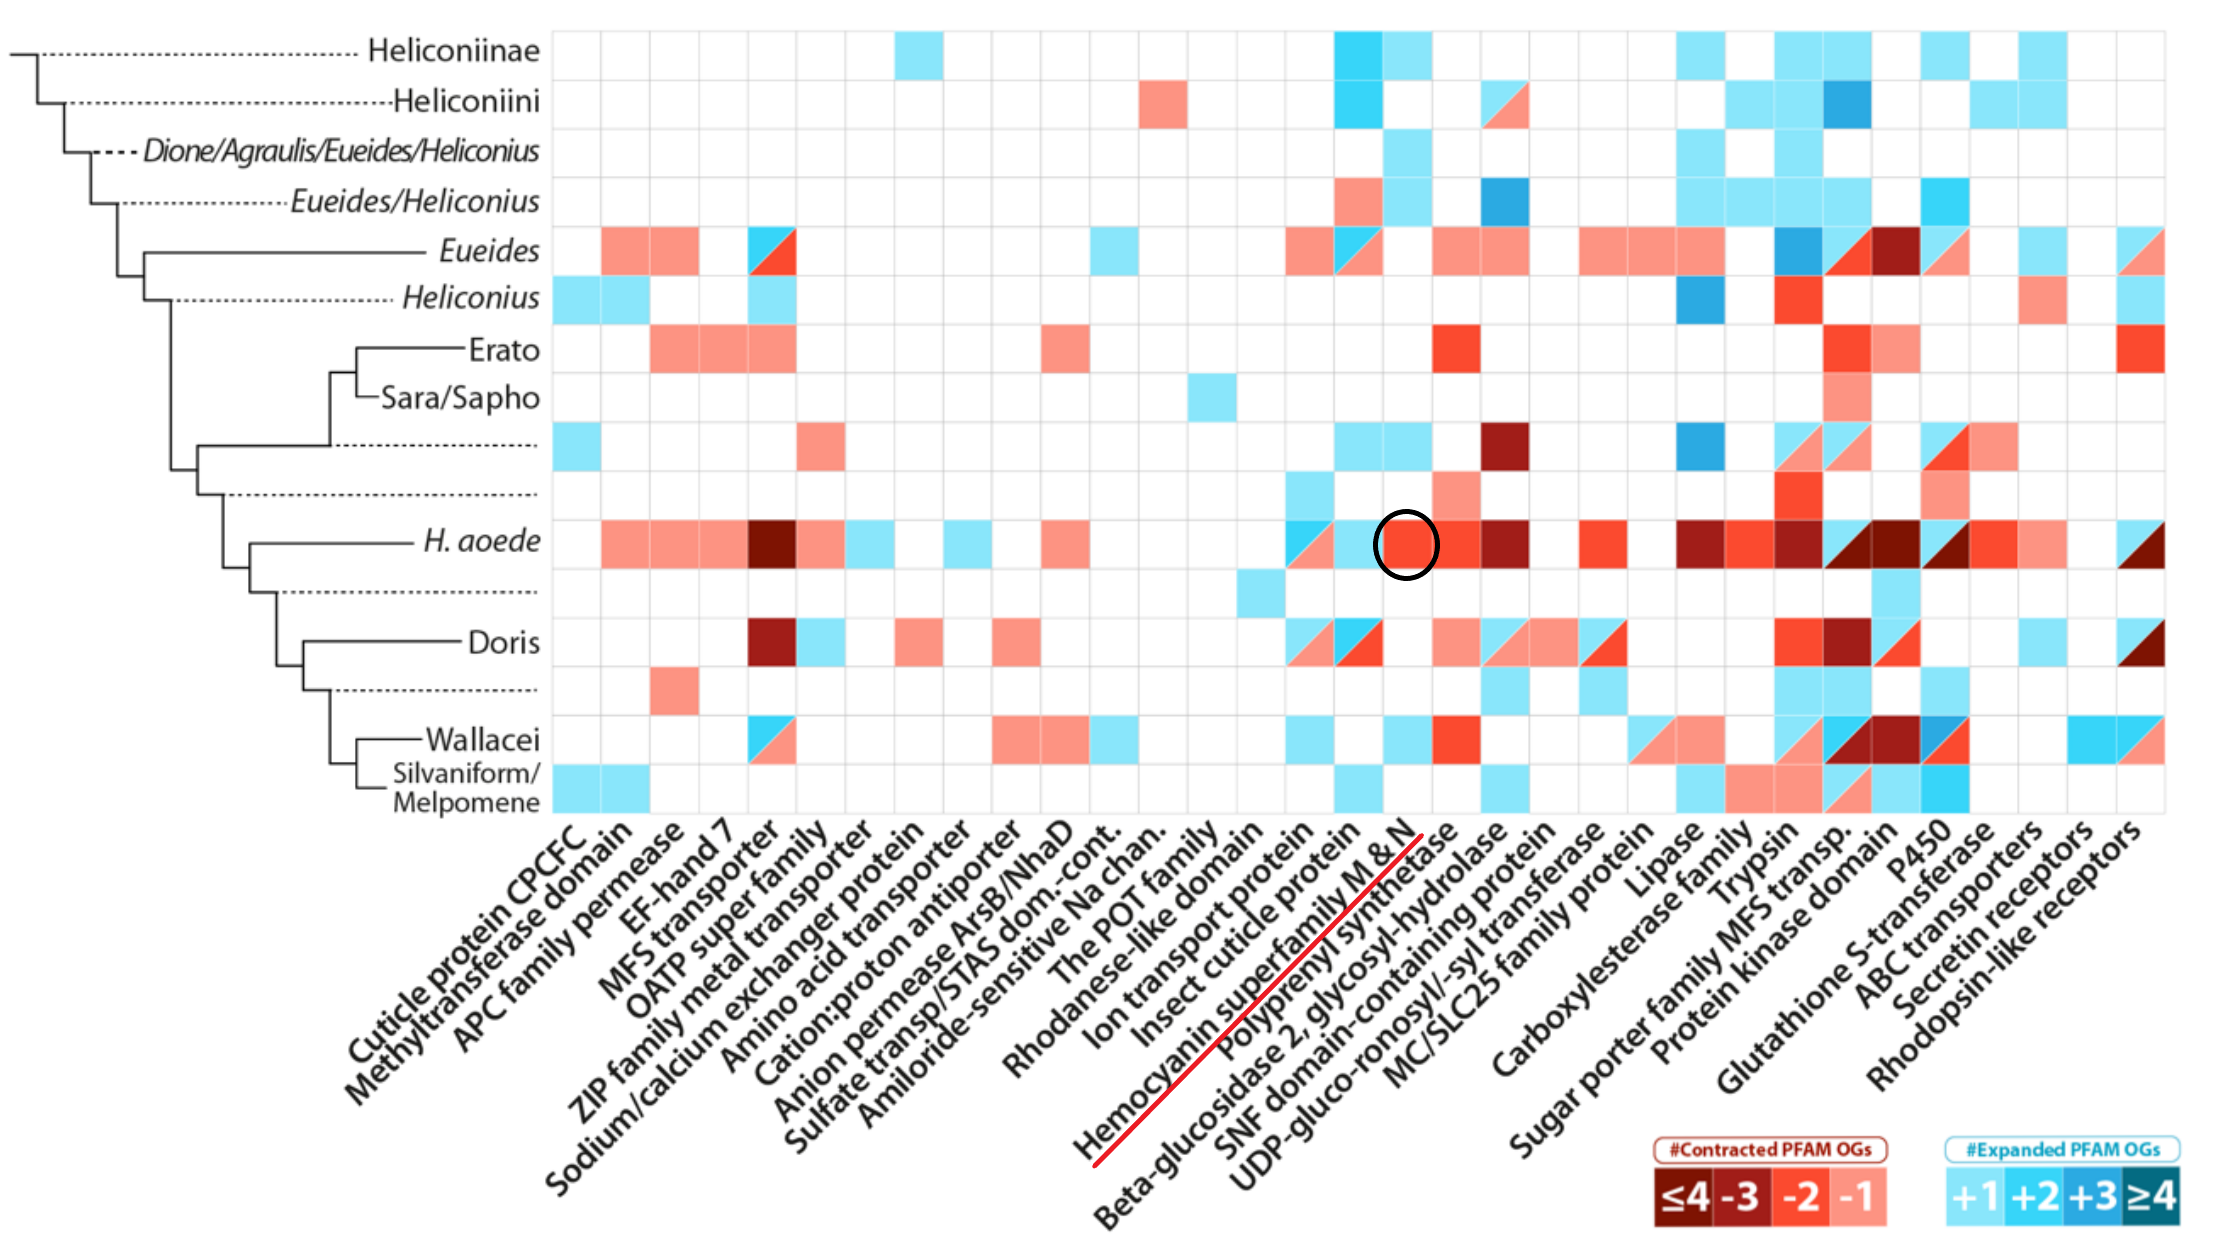 Heliconiinae
Heliconiini
Dione/Agraulis/Eueides/Heliconius
Eueides/Heliconius
Eueides
Heliconius
Erato
Sara/Sapho
H. aoede
Doris
Wallacei
Silvaniform/
Melpomene
Cuticle protein CPCFC
Methyltransferase domain
APC family permease
EF-hand 7
MFS transporter
OATP super family
ZIP family metal transporter
Sodium/calcium exchanger protein
Amino acid transporter
Cation:proton antiporter
Anion permease ArsB/NhaD
Sulfate transp/STAS dom.-cont.
Amiloride-sensitive Na chan.
The POT family
Rhodanese-like domain
Ion transport protein
Insect cuticle protein
Hemocyanin superfamily M & N
Polyprenyl synthetase
Beta-glucosidase 2, glycosyl-hydrolase
SNF domain-containing protein
UDP-gluco-ronosyl/-syl transferase
MC/SLC25 family protein
Lipase
Carboxylesterase family
Trypsin
Sugar porter family MFS transp.
Protein kinase domain
P450
Glutathione S-transferase
ABC transporters
Secretin receptors
Rhodopsin-like receptors
#Contracted PFAM OGs
≤4 -3 -2 -1
#Expanded PFAM OGs
+1 +2 +3 ≥4